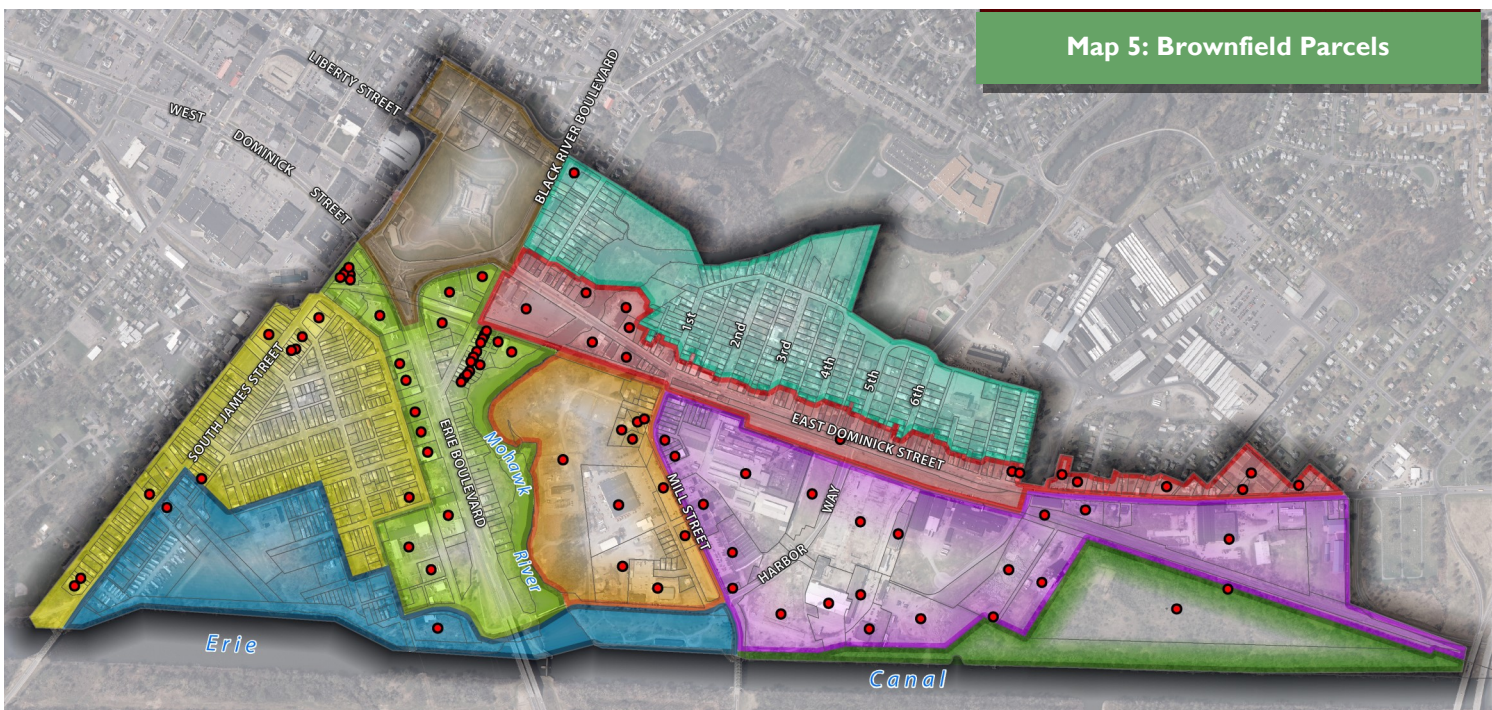 Map 5: Brownfield Parcels
LIBERTY STREET
BLACK RIVER BOULEVARD
WEST DOMINICK STREET
1st
2nd
3rd
4th
5th
6th
SOUTH JAMES STREET
ERIE BOULEVARD
Mohawk
River
EAST DOMINICK STREET
MILL STREET
HARBOR WAY
Erie
Canal